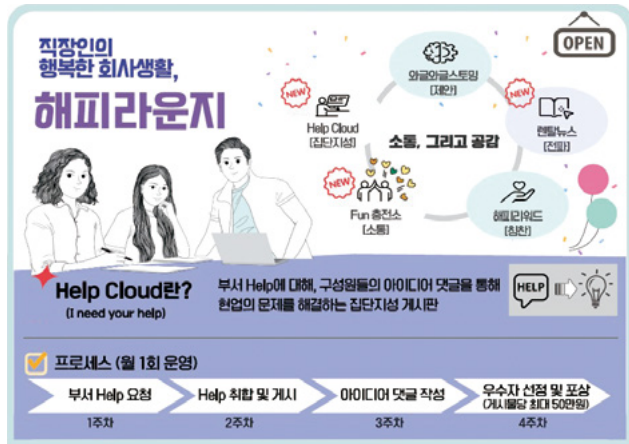 직장인의
행복한 회사생활,
해피라운지
OPEN
와글와글스토밍
[제안]
NEW
Help Cloud
[집단지성]
소통, 그리고 공감
NEW
렌탈뉴스
[전파]
NEW
Fun 충전소
[소통]
해피리워드
[칭찬]
Help Cloud란?
(I need your help)
부서 Help에 대해, 구성원들의 아이디어 댓글을 통해
현업의 문제를 해결하는 집단지성 게시판
HELP
프로세스 (월 1회 운영)
부서 Help 요청
Help 취합 및 게시
아이디어 댓글 작성
우수자 선정 및 포상
(게시물당 최대 50만원)
1주차
2주차
3주차
4주차